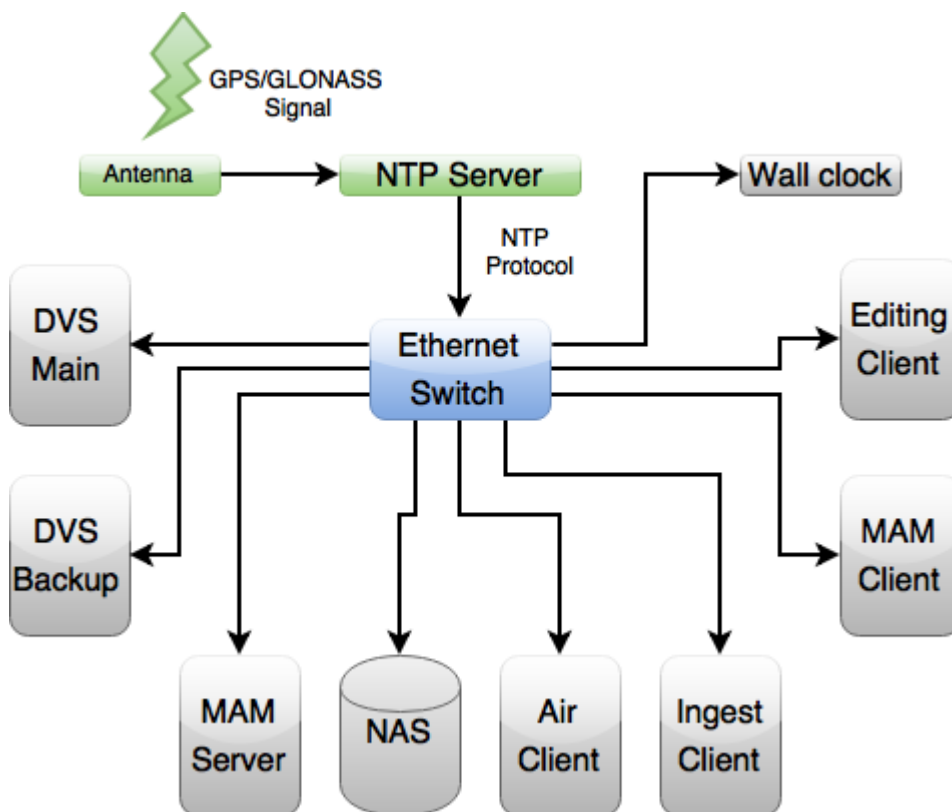 GPS/GLONASS
Signal
Antenna
NTP Server
Wall clock
NTP
Protocol
DVS
Main
Ethernet
Switch
Editing
Client
DVS
Backup
MAM
Client
MAM
Server
NAS
Air
Client
Ingest
Client